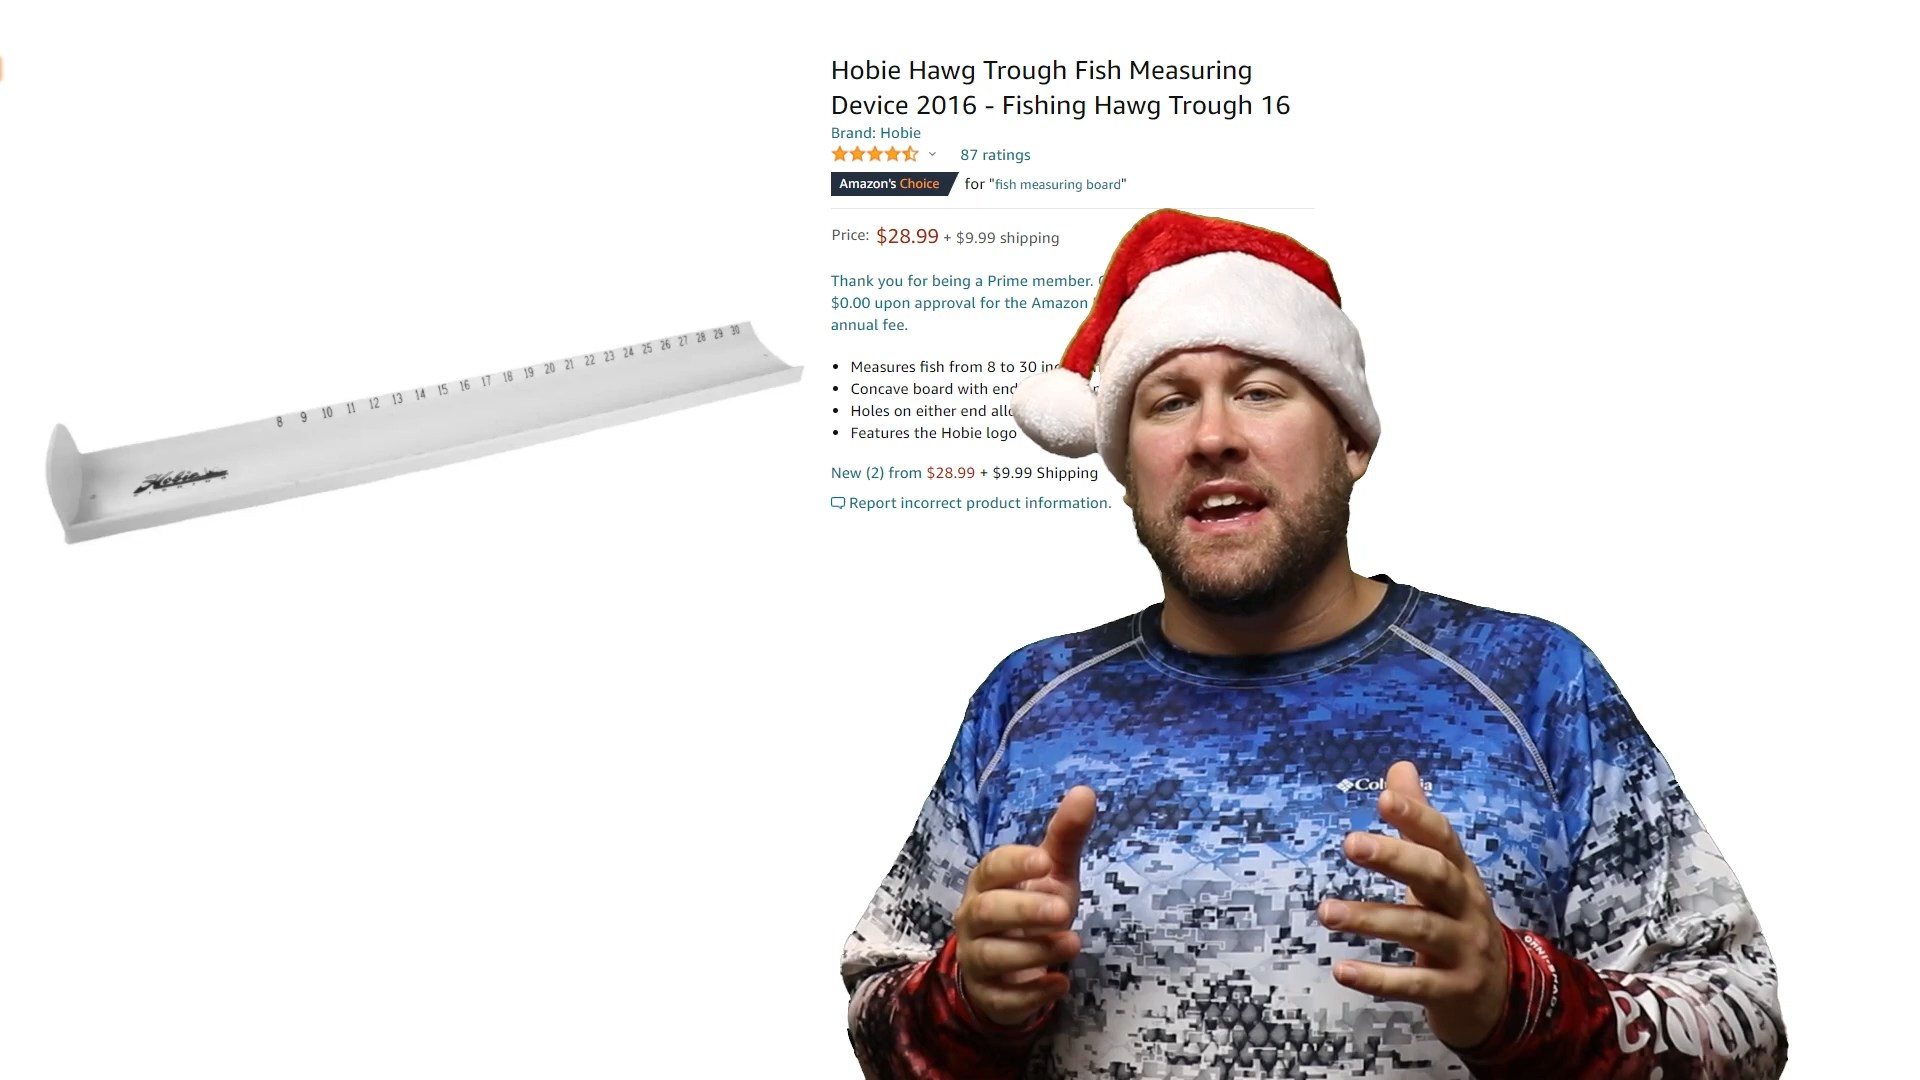 Hobie Hawg Trough Fish Measuring
Device 2016 - Fishing Hawg Trough 16
Brand: Hobie
87 ratings
Amazon's Choice for "fish measuring board"
Price: $28.99 + $9.99 shipping
Thank you for being a Prime member.
$0.00 upon approval for the Amazon
annual fee.
• Measures fish from 8 to 30
• Concave board with end
• Holes on either end
• Features the Hobie logo
New (2) from $28.99 + $9.99 Shipping
Report incorrect product information.
8 9 10 11 12 13 14 15 16 17 18 19 20 21 22 23 24 25 26 27 28 29 30
Hobie